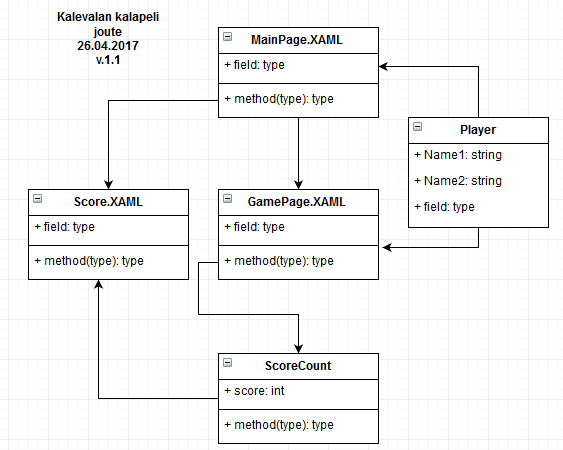 Kalevalan kalapeli
joute
26.04.2017
v.1.1
MainPage.XAML
+ field: type
+ method(type): type
Player
+ Name1: string
+ Name2: string
+ field: type
Score.XAML
+ field: type
+ method(type): type
GamePage.XAML
+ field: type
+ method(type): type
ScoreCount
+ score: int
+ method(type): type